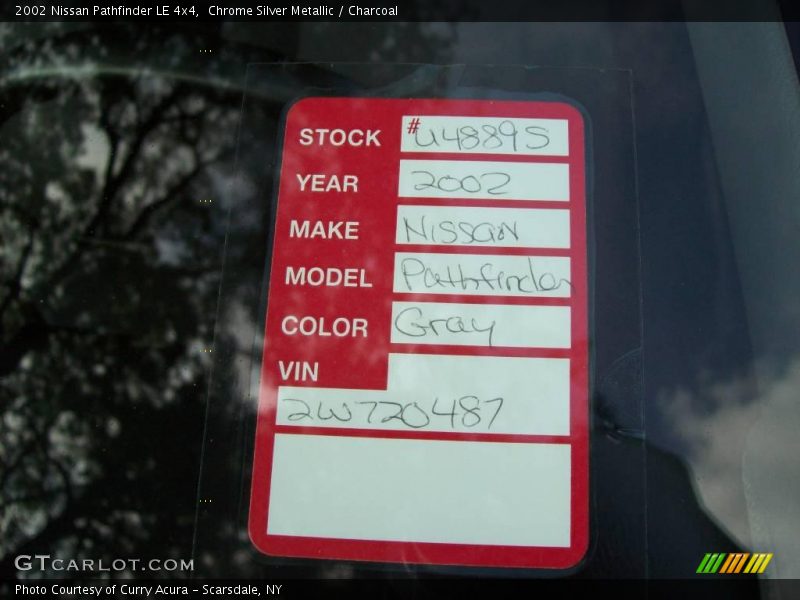 2002 Nissan Pathfinder LE 4x4,  Chrome Silver Metallic / Charcoal
STOCK #U4889S
YEAR 2002
MAKE Nissan
MODEL Pathfinder
COLOR Gray
VIN
2W720487
GTCARLOT.COM
Photo Courtesy of Curry Acura - Scarsdale, NY